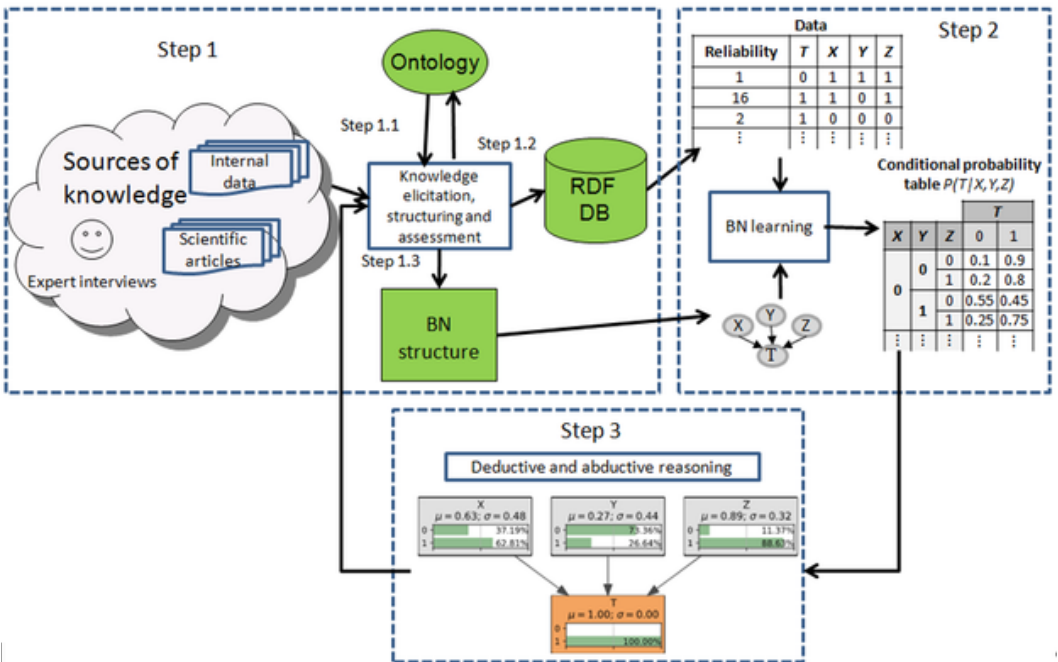 Step 1
Ontology
Step 1.1
Step 1.2
Sources of
knowledge
Internal
data
Scientific
articles
Expert interviews
Knowledge
elicitation,
structuring and
assessment
RDF
DB
Step 1.3
BN
structure
Step 2
Data
Reliability T X Y Z
1 0 1 1 1
16 1 1 0 1
2 1 0 0 0
⋮ ⋮ ⋮ ⋮ ⋮
BN learning
X Y Z
T
Conditional probability
table P(T|X,Y,Z)
T
X Y Z 0 1
0 0 0 0.1 0.9
1 0.2 0.8
1 0 0.55 0.45
1 0.25 0.75
⋮ ⋮ ⋮ ⋮ ⋮
Step 3
Deductive and abductive reasoning
X
μ = 0.63; σ = 0.48
0 37.19%
1 62.81%
Y
μ = 0.27; σ = 0.44
0 73.36%
1 26.64%
Z
μ = 0.89; σ = 0.32
0 11.37%
1 88.63%
T
μ = 1.00; σ = 0.00
0
1 100.00%